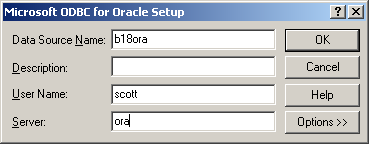 Microsoft ODBC for Oracle Setup
Data Source Name: b18ora OK
Description: Cancel
User Name: scott Help
Server: ora Options >>